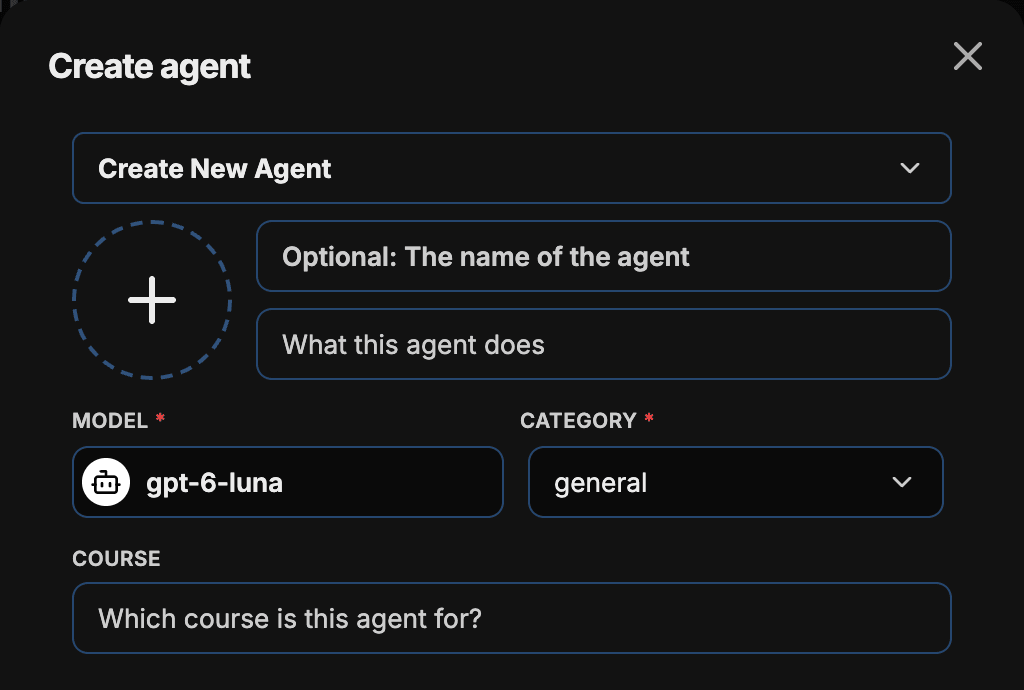 Create agent
Create New Agent
Optional: The name of the agent
What this agent does
MODEL * CATEGORY *
gpt-6-luna general
COURSE
Which course is this agent for?